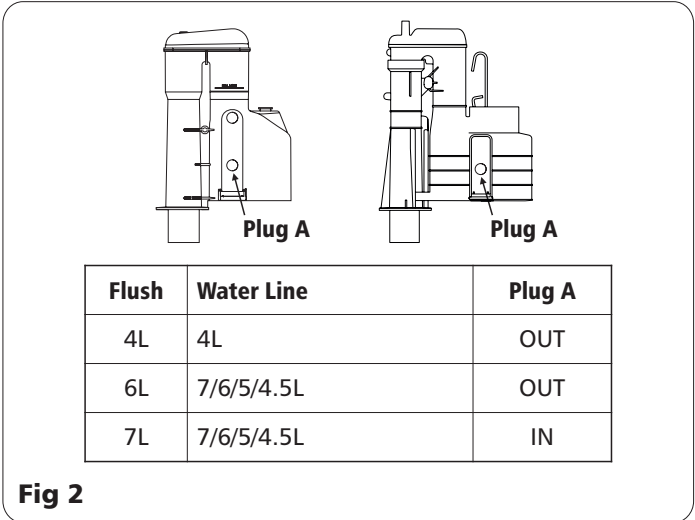 Plug A Plug A
Flush Water Line Plug A
4L 4L OUT
6L 7/6/5/4.5L OUT
7L 7/6/5/4.5L IN
Fig 2